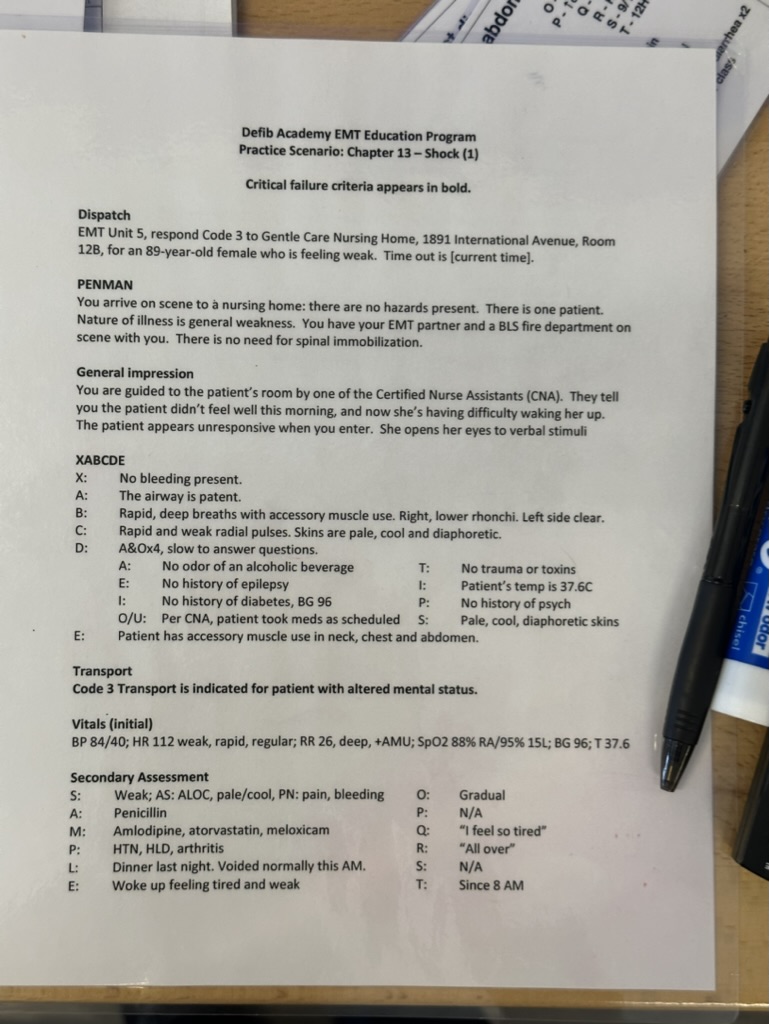 abdom
O-
P-
Q-
R-
S-9/
T-12H
in
arrhea x2
class
Defib Academy EMT Education Program
Practice Scenario: Chapter 13 – Shock (1)
Critical failure criteria appears in bold.
Dispatch
EMT Unit 5, respond Code 3 to Gentle Care Nursing Home, 1891 International Avenue, Room
12B, for an 89-year-old female who is feeling weak. Time out is [current time].
PENMAN
You arrive on scene to a nursing home: there are no hazards present. There is one patient.
Nature of illness is general weakness. You have your EMT partner and a BLS fire department on
scene with you. There is no need for spinal immobilization.
General impression
You are guided to the patient's room by one of the Certified Nurse Assistants (CNA). They tell
you the patient didn't feel well this morning, and now she's having difficulty waking her up.
The patient appears unresponsive when you enter. She opens her eyes to verbal stimuli
XABCDE
X: No bleeding present.
A: The airway is patent.
B: Rapid, deep breaths with accessory muscle use. Right, lower rhonchi. Left side clear.
C: Rapid and weak radial pulses. Skins are pale, cool and diaphoretic.
D: A&Ox4, slow to answer questions.
A: No odor of an alcoholic beverage T: No trauma or toxins
E: No history of epilepsy I: Patient's temp is 37.6C
I: No history of diabetes, BG 96 P: No history of psych
O/U: Per CNA, patient took meds as scheduled S: Pale, cool, diaphoretic skins
E: Patient has accessory muscle use in neck, chest and abdomen.
Transport
Code 3 Transport is indicated for patient with altered mental status.
Vitals (initial)
BP 84/40; HR 112 weak, rapid, regular; RR 26, deep, +AMU; SpO2 88% RA/95% 15L; BG 96; T 37.6
Secondary Assessment
S: Weak; AS: ALOC, pale/cool, PN: pain, bleeding O: Gradual
A: Penicillin P: N/A
M: Amlodipine, atorvastatin, meloxicam Q: "I feel so tired"
P: HTN, HLD, arthritis R: "All over"
L: Dinner last night. Voided normally this AM. S: N/A
E: Woke up feeling tired and weak T: Since 8 AM
odor
chisel